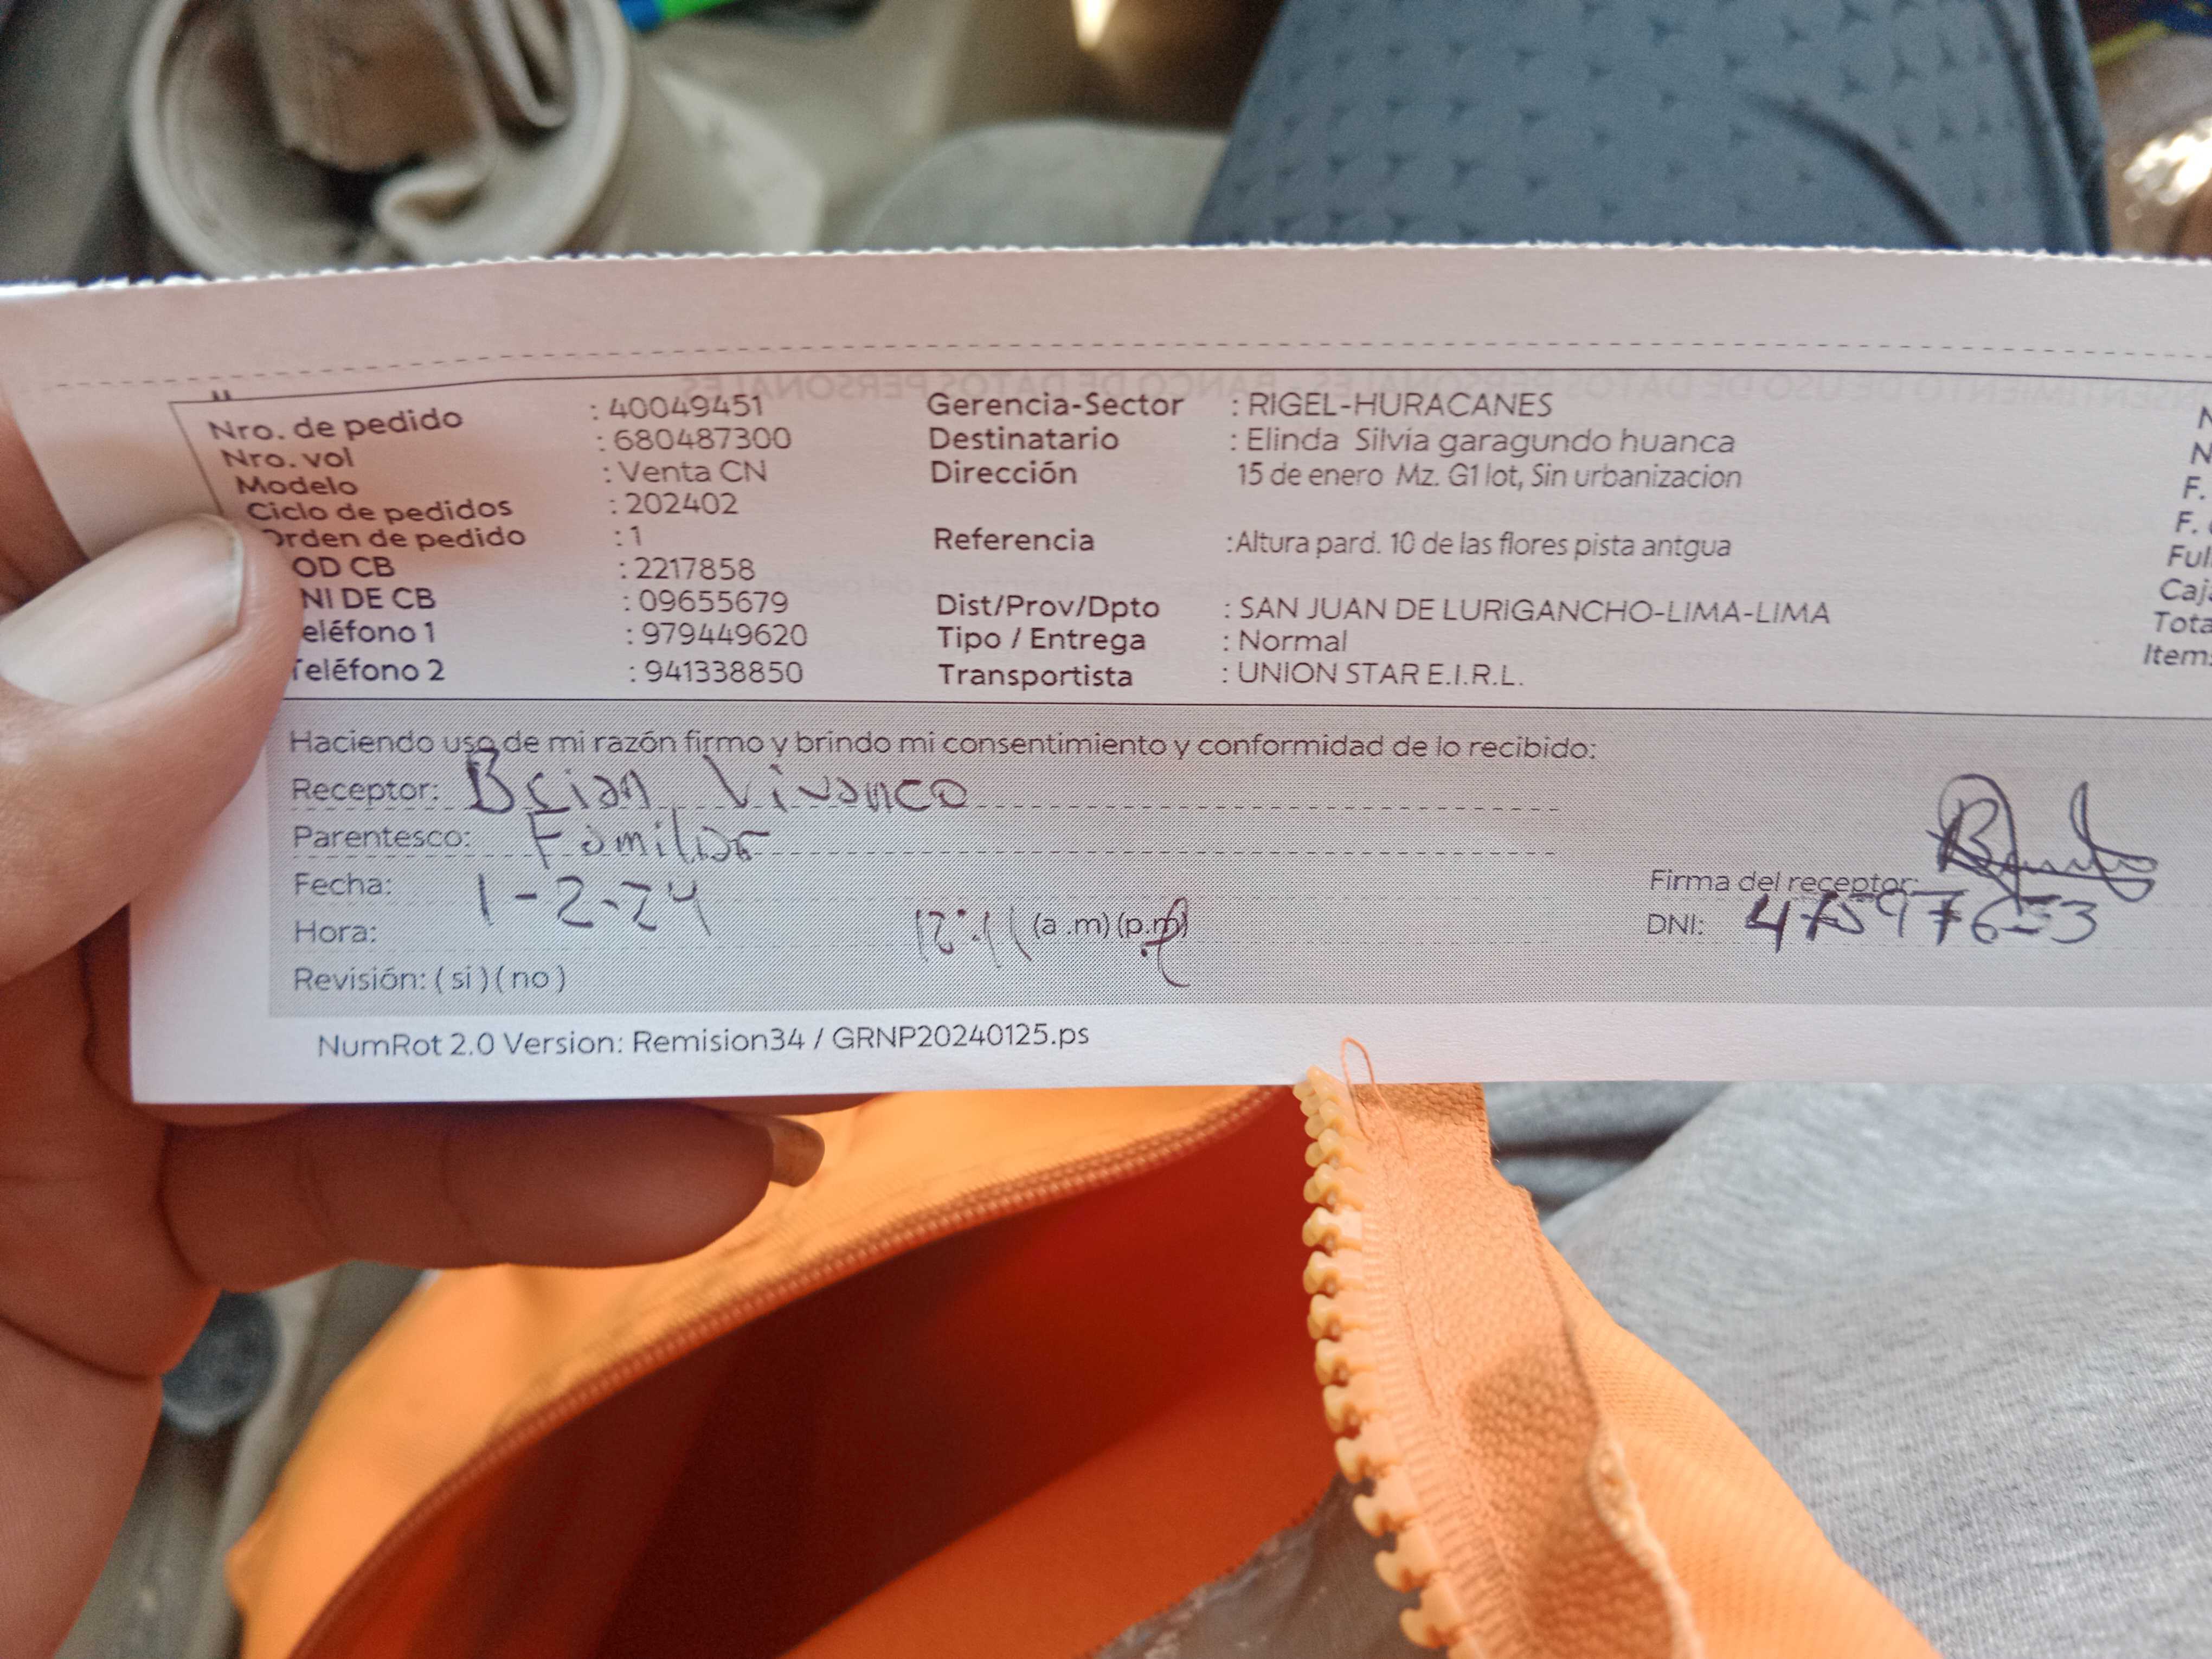 Nro. de pedido : 40049451
Nro. vol : 680487300
Modelo : Venta CN
Ciclo de pedidos : 202402
Orden de pedido : 1
OD CB : 2217858
NI DE CB : 09655679
eléfono 1 : 979449620
Teléfono 2 : 941338850
Gerencia-Sector : RIGEL-HURACANES
Destinatario : Elinda Silvia garagundo huanca
Dirección 15 de enero Mz. G1 lot, Sin urbanizacion
Referencia :Altura pard. 10 de las flores pista antgua
Dist/Prov/Dpto : SAN JUAN DE LURIGANCHO-LIMA-LIMA
Tipo / Entrega : Normal
Transportista : UNION STAR E.I.R.L.
N
N
F.
F.
Ful
Caj
Tota
Item
Haciendo uso de mi razón firmo y brindo mi consentimiento y conformidad de lo recibido:
Receptor: Brian Vivanco
Parentesco: Familiar
Fecha: 1-2-24
Hora: (a .m) (p.m)
Revisión: ( si ) ( no )
Firma del receptor:
DNI:
NumRot 2.0 Version: Remision34 / GRNP20240125.ps